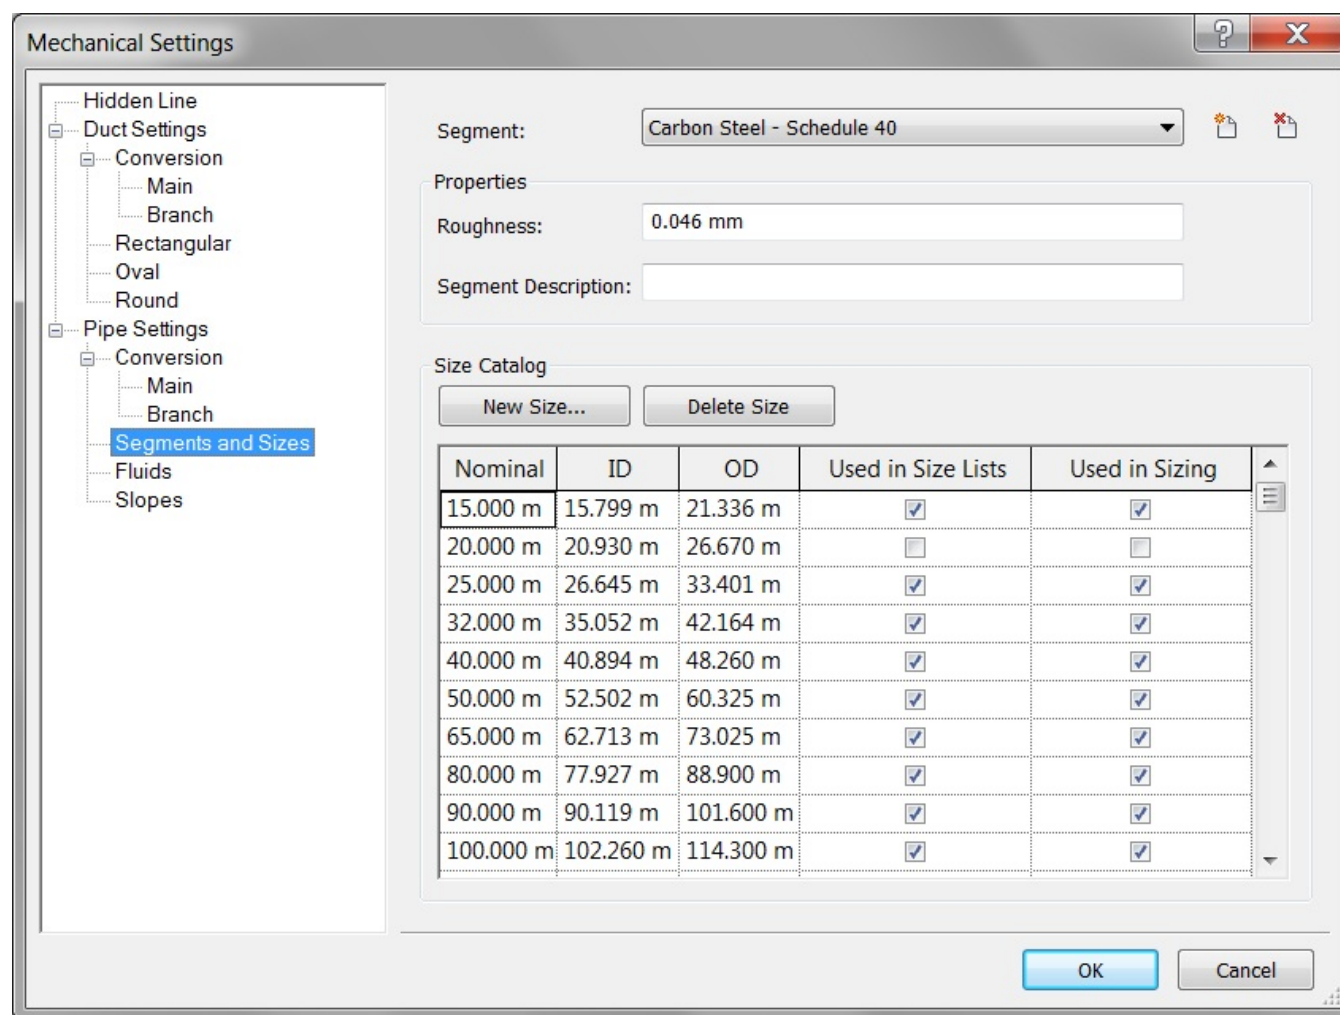 Mechanical Settings
Hidden Line
Duct Settings
Conversion
Main
Branch
Rectangular
Oval
Round
Pipe Settings
Conversion
Main
Branch
Segments and Sizes
Fluids
Slopes
Segment: Carbon Steel - Schedule 40
Properties
Roughness: 0.046 mm
Segment Description:
Size Catalog
New Size... Delete Size
Nominal ID OD Used in Size Lists Used in Sizing
15.000 m 15.799 m 21.336 m
20.000 m 20.930 m 26.670 m
25.000 m 26.645 m 33.401 m
32.000 m 35.052 m 42.164 m
40.000 m 40.894 m 48.260 m
50.000 m 52.502 m 60.325 m
65.000 m 62.713 m 73.025 m
80.000 m 77.927 m 88.900 m
90.000 m 90.119 m 101.600 m
100.000 m 102.260 m 114.300 m
OK Cancel